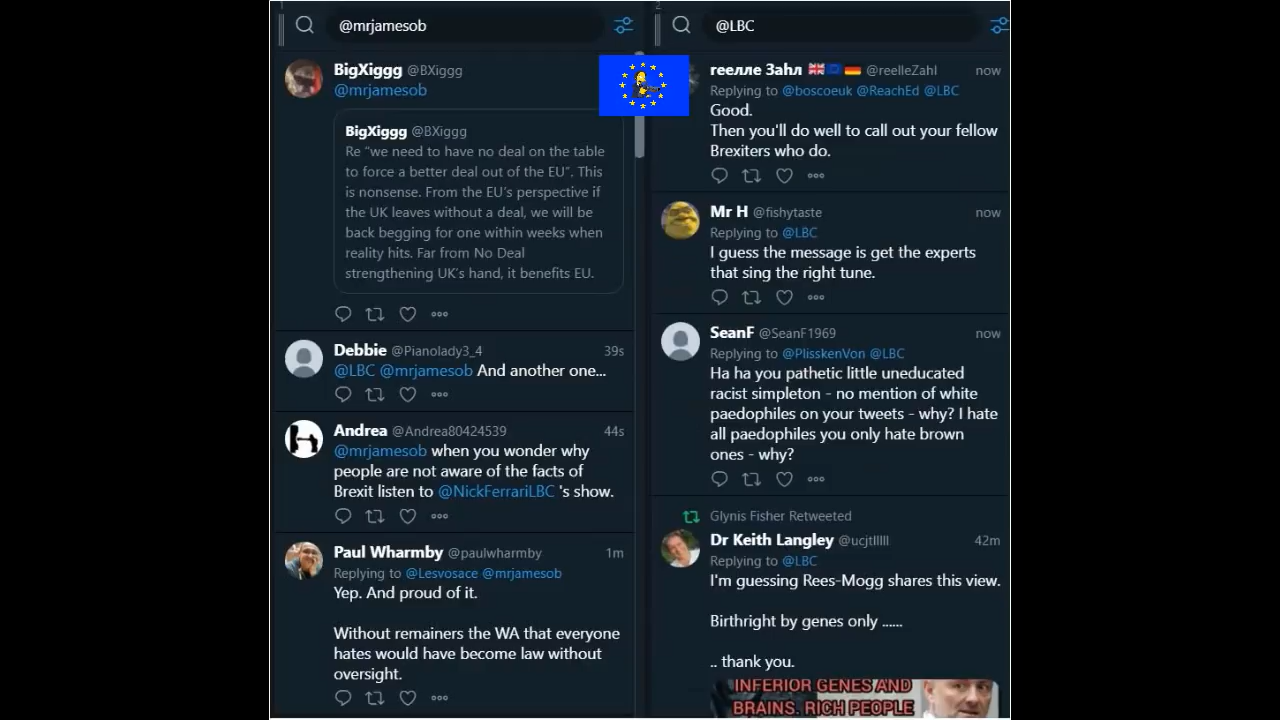 @mrjamesob
BigXiggg @BXiggg
@mrjamesob
BigXiggg @BXiggg
Re "we need to have no deal on the table
to force a better deal out of the EU". This
is nonsense. From the EU's perspective if
the UK leaves without a deal, we will be
back begging for one within weeks when
reality hits. Far from No Deal
strengthening UK's hand, it benefits EU.
Debbie @Pianolady3_4 39s
@LBC @mrjamesob And another one...
Andrea @Andrea80424539 44s
@mrjamesob when you wonder why
people are not aware of the facts of
Brexit listen to @NickFerrariLBC 's show.
Paul Wharmby @paulwharmby 1m
Replying to @Lesvosace @mrjamesob
Yep. And proud of it.
Without remainers the WA that everyone
hates would have become law without
oversight.
2
@LBC
reeлле 3ahл @reelleZahl now
Replying to @boscoeuk @ReachEd @LBC
Good.
Then you'll do well to call out your fellow
Brexiters who do.
Mr H @fishytaste now
Replying to @LBC
I guess the message is get the experts
that sing the right tune.
SeanF @SeanF1969 now
Replying to @PlisskenVon @LBC
Ha ha you pathetic little uneducated
racist simpleton - no mention of white
paedophiles on your tweets - why? I hate
all paedophiles you only hate brown
ones - why?
Glynis Fisher Retweeted
Dr Keith Langley @ucjtlllll 42m
Replying to @LBC
I'm guessing Rees-Mogg shares this view.
Birthright by genes only ......
.. thank you.
INFERIOR GENES AND
BRAINS. RICH PEOPLE